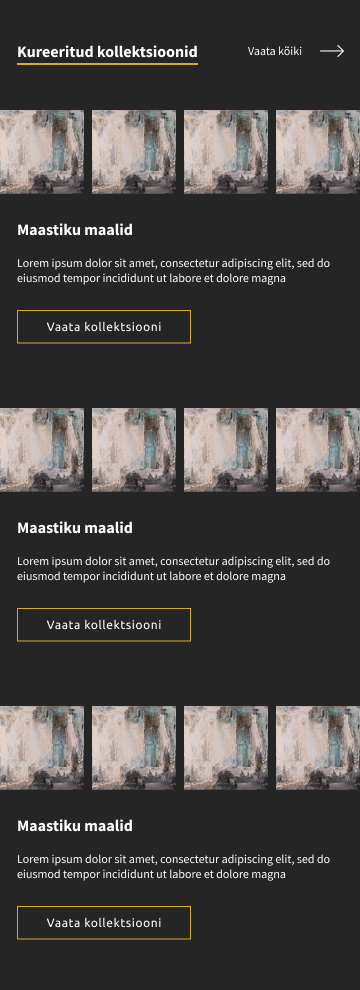 Kureeritud kollektsioonid
Vaata kõiki
Maastiku maalid
Lorem ipsum dolor sit amet, consectetur adipiscing elit, sed do
eiusmod tempor incididunt ut labore et dolore magna
Vaata kollektsiooni
Maastiku maalid
Lorem ipsum dolor sit amet, consectetur adipiscing elit, sed do
eiusmod tempor incididunt ut labore et dolore magna
Vaata kollektsiooni
Maastiku maalid
Lorem ipsum dolor sit amet, consectetur adipiscing elit, sed do
eiusmod tempor incididunt ut labore et dolore magna
Vaata kollektsiooni